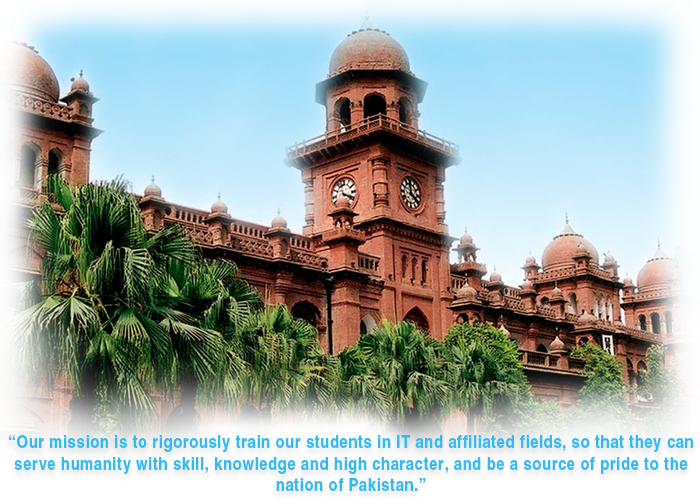 “Our mission is to rigorously train our students in IT and affiliated fields, so that they can
serve humanity with skill, knowledge and high character, and be a source of pride to the
nation of Pakistan.”